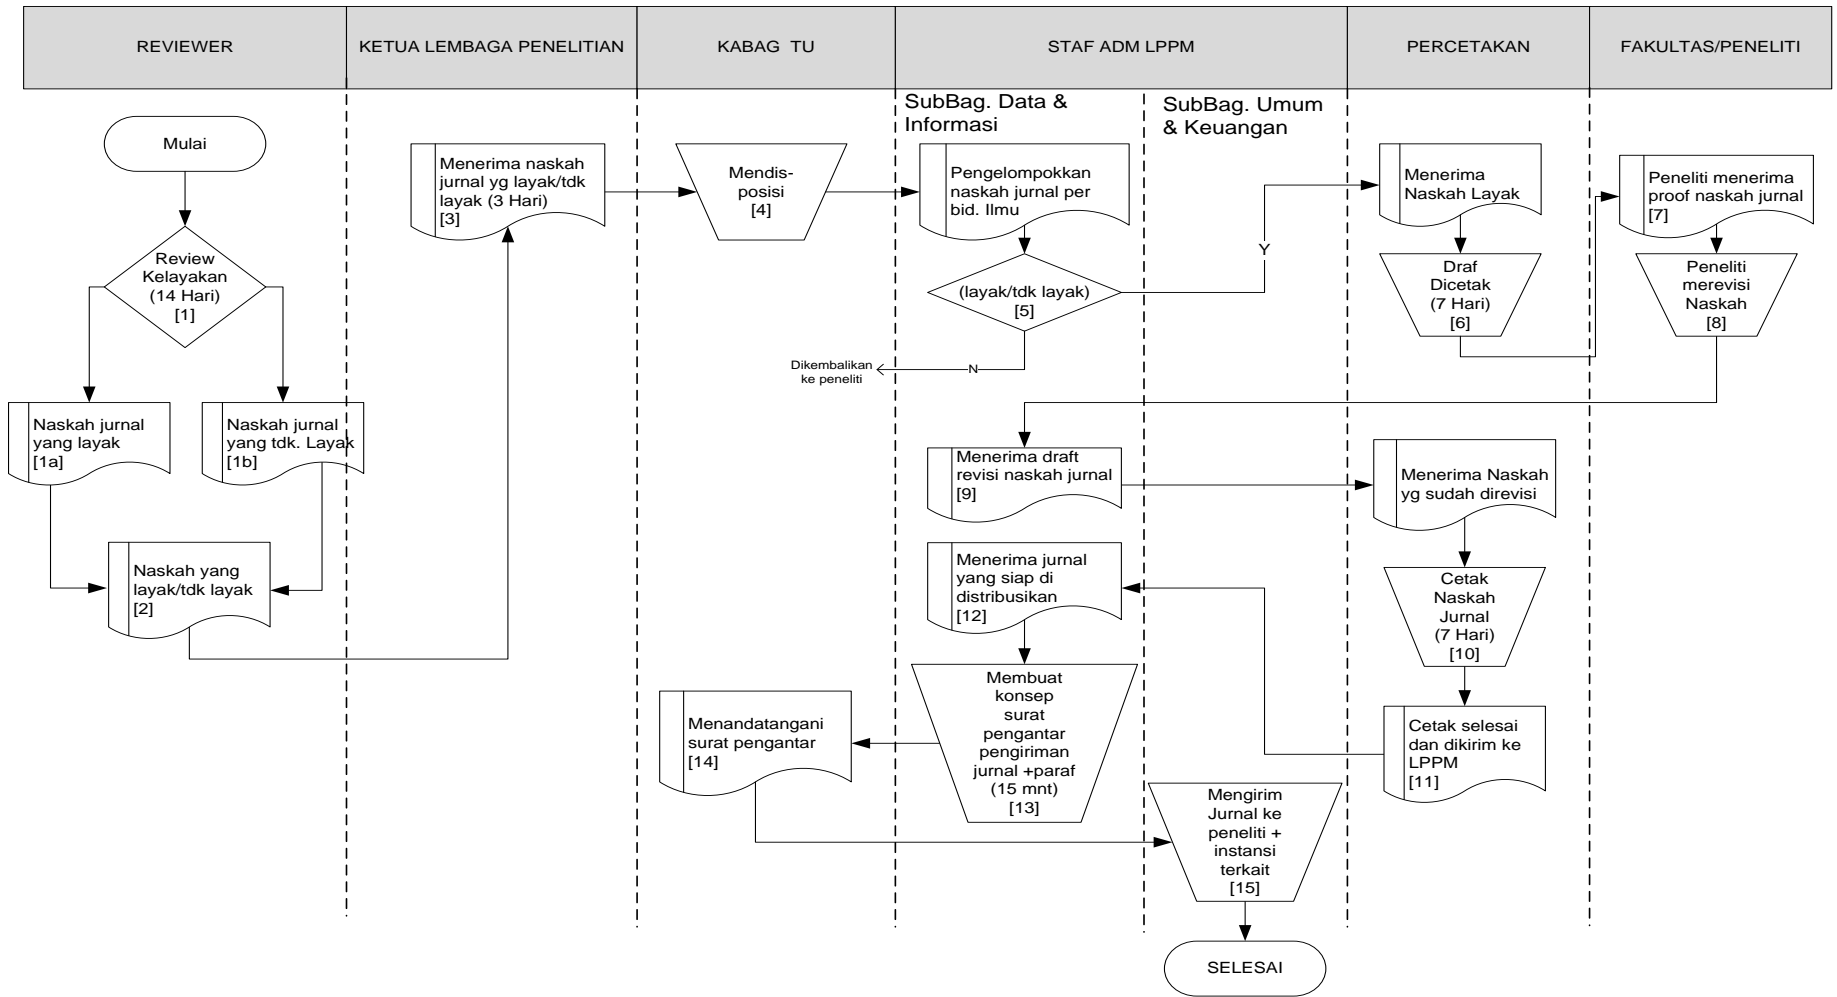 REVIEWER
KETUA LEMBAGA PENELITIAN
KABAG TU
STAF ADM LPPM
PERCETAKAN
FAKULTAS/PENELITI
SubBag. Data &
Informasi
SubBag. Umum
& Keuangan
Mulai
Review
Kelayakan
(14 Hari)
[1]
Naskah jurnal
yang layak
[1a]
Naskah jurnal
yang tdk. Layak
[1b]
Naskah yang
layak/tdk layak
[2]
Menerima naskah
jurnal yg layak/tdk
layak (3 Hari)
[3]
Mendis-
posisi
[4]
Pengelompokkan
naskah jurnal per
bid. Ilmu
(layak/tdk layak)
[5]
Y
N
Dikembalikan
ke peneliti
Menerima
Naskah Layak
Draf
Dicetak
(7 Hari)
[6]
Peneliti menerima
proof naskah jurnal
[7]
Peneliti
merevisi
Naskah
[8]
Menerima draft
revisi naskah jurnal
[9]
Menerima Naskah
yg sudah direvisi
Cetak
Naskah
Jurnal
(7 Hari)
[10]
Cetak selesai
dan dikirim ke
LPPM
[11]
Menerima jurnal
yang siap di
distribusikan
[12]
Membuat
konsep
surat
pengantar
pengiriman
jurnal +paraf
(15 mnt)
[13]
Menandatangani
surat pengantar
[14]
Mengirim
Jurnal ke
peneliti +
instansi
terkait
[15]
SELESAI